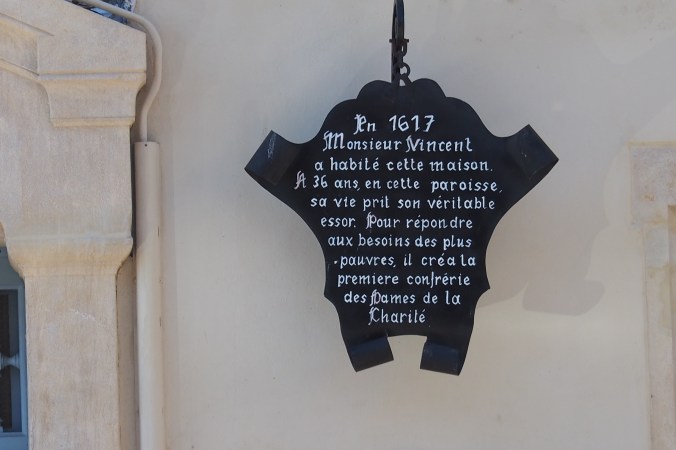 En 1617
Monsieur Vincent
a habité cette maison.
A 36 ans, en cette paroisse,
sa vie prit son véritable
essor. Pour répondre
aux besoins des plus
pauvres, il créa la
premiere confrérie
des Dames de la
Charité